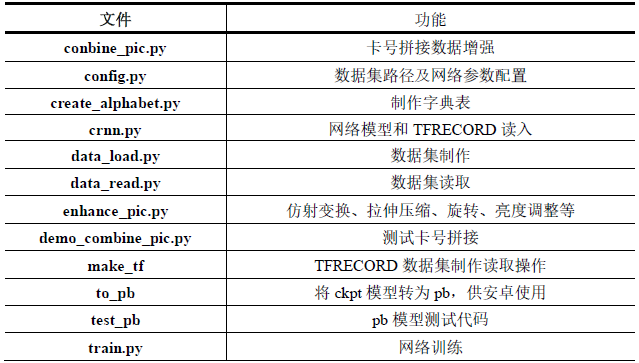 文件 功能
conbine_pic.py 卡号拼接数据增强
config.py 数据集路径及网络参数配置
create_alphabet.py 制作字典表
crnn.py 网络模型和 TFRECORD 读入
data_load.py 数据集制作
data_read.py 数据集读取
enhance_pic.py 仿射变换、拉伸压缩、旋转、亮度调整等
demo_combine_pic.py 测试卡号拼接
make_tf TFRECORD 数据集制作读取操作
to_pb 将 ckpt 模型转为 pb，供安卓使用
test_pb pb 模型测试代码
train.py 网络训练